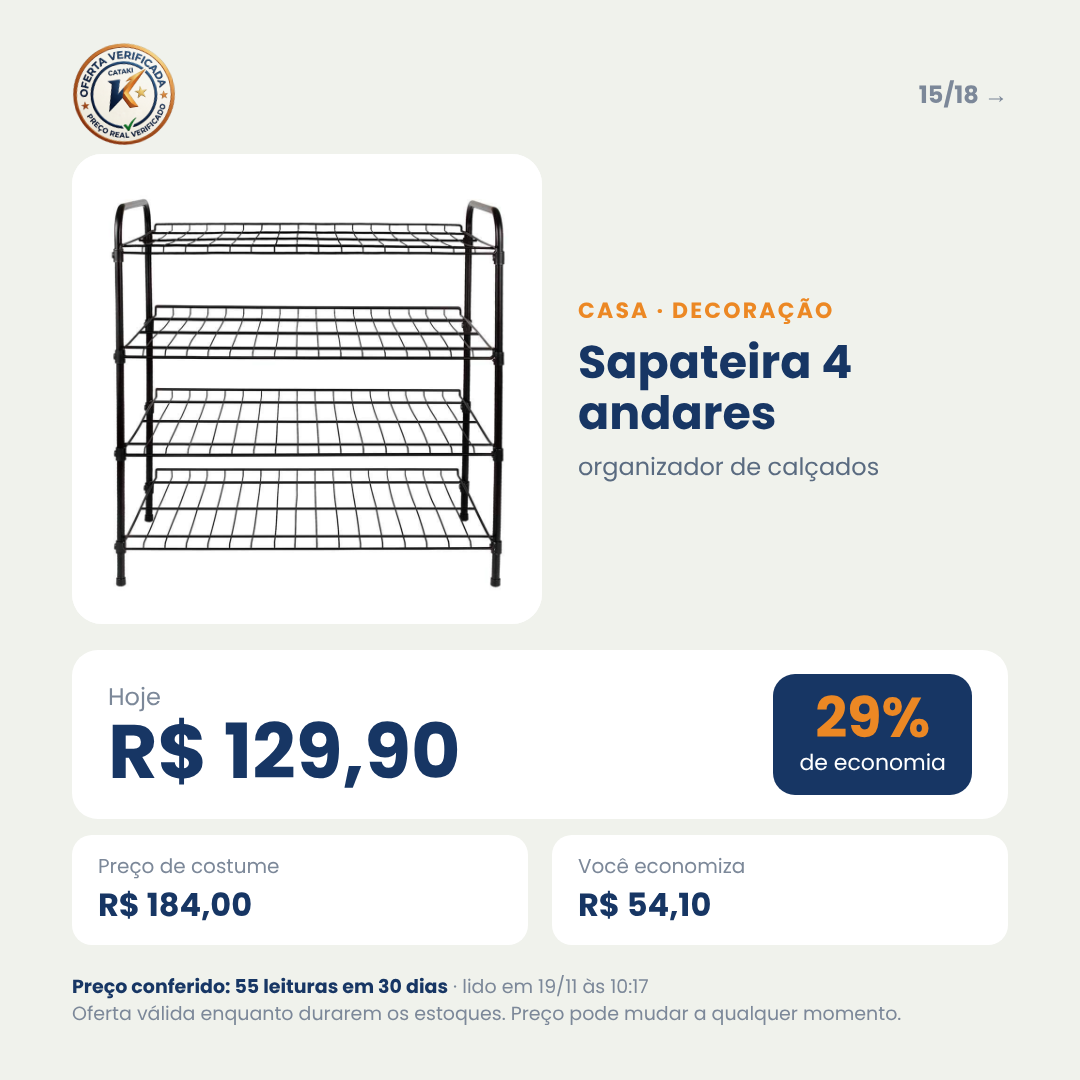 OFERTA VERIFICADA
CATAKI
K
PREÇO REAL VERIFICADO
15/18 →
CASA · DECORAÇÃO
Sapateira 4
andares
organizador de calçados
Hoje
R$ 129,90
29%
de economia
Preço de costume
R$ 184,00
Você economiza
R$ 54,10
Preço conferido: 55 leituras em 30 dias · lido em 19/11 às 10:17
Oferta válida enquanto durarem os estoques. Preço pode mudar a qualquer momento.